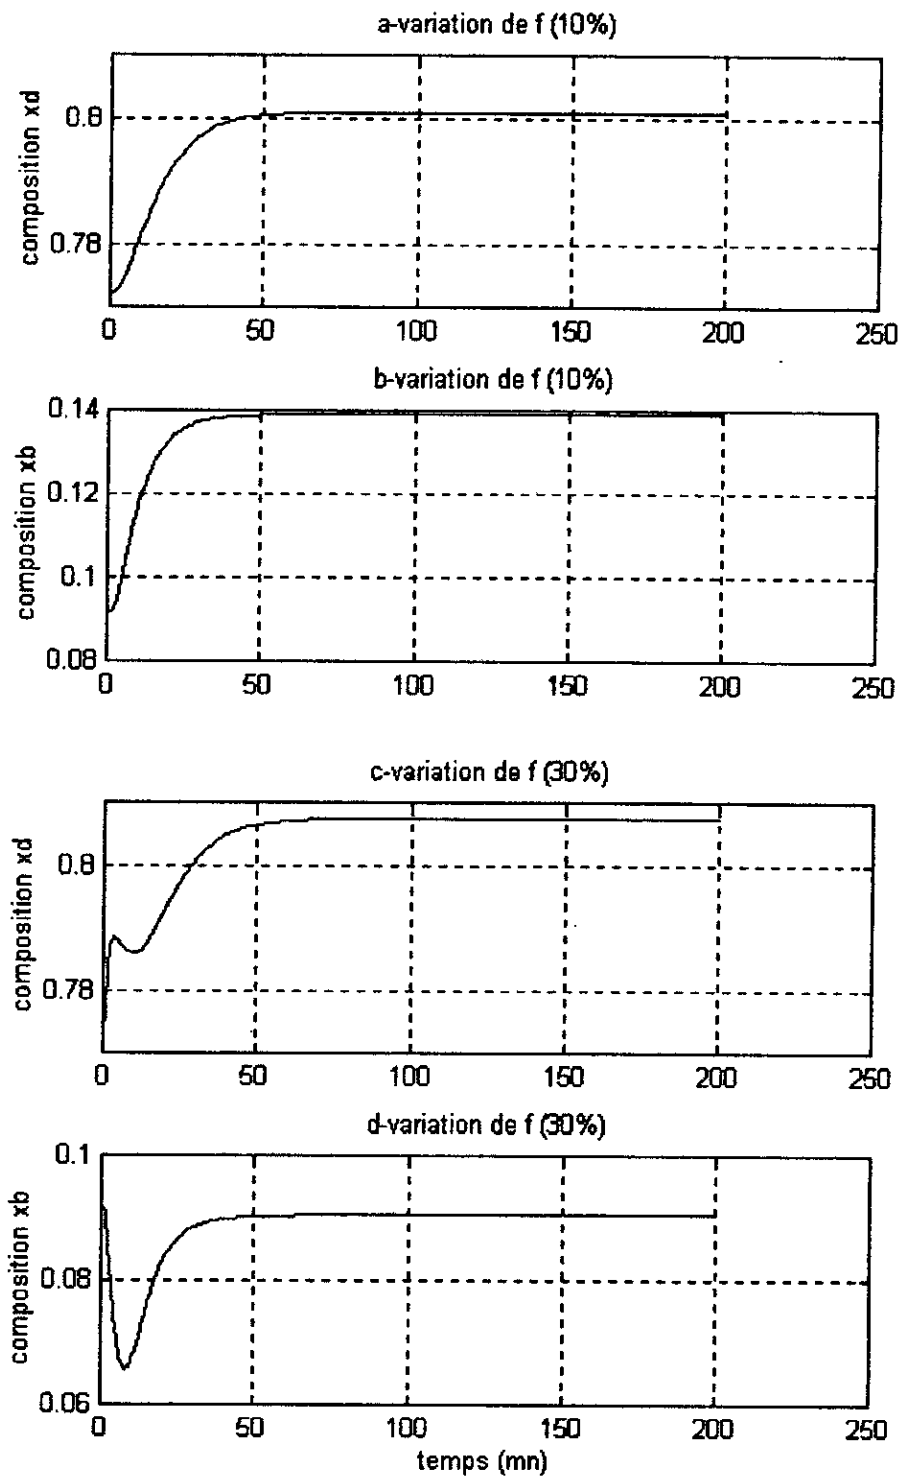 a-variation de f (10%)
composition xd
0.8
0.78
0 50 100 150 200 250
b-variation de f (10%)
composition xb
0.14
0.12
0.1
0.08
0 50 100 150 200 250
c-variation de f (30%)
composition xd
0.8
0.78
0 50 100 150 200 250
d-variation de f (30%)
composition xb
0.1
0.08
0.06
0 50 100 150 200 250
temps (mn)